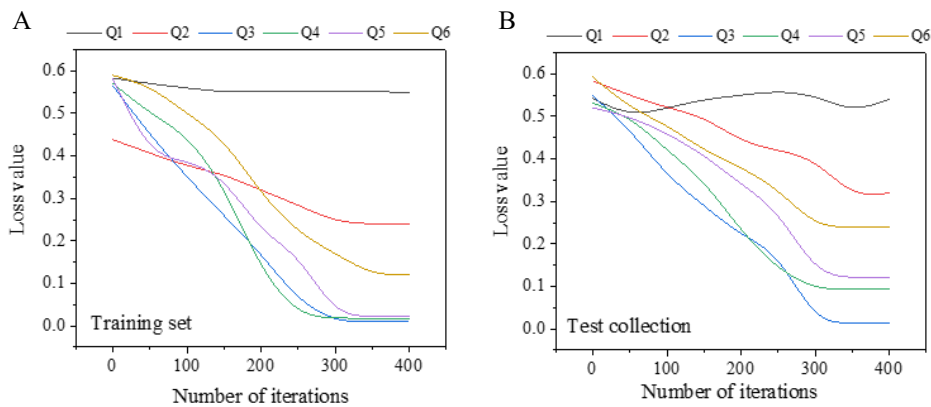 A
Q1 Q2 Q3 Q4 Q5 Q6
0.6
0.5
0.4
0.3
0.2
0.1
0.0
Loss value
Training set
0 100 200 300 400
Number of iterations
B
Q1 Q2 Q3 Q4 Q5 Q6
0.6
0.5
0.4
0.3
0.2
0.1
0.0
Loss value
Test collection
0 100 200 300 400
Number of iterations